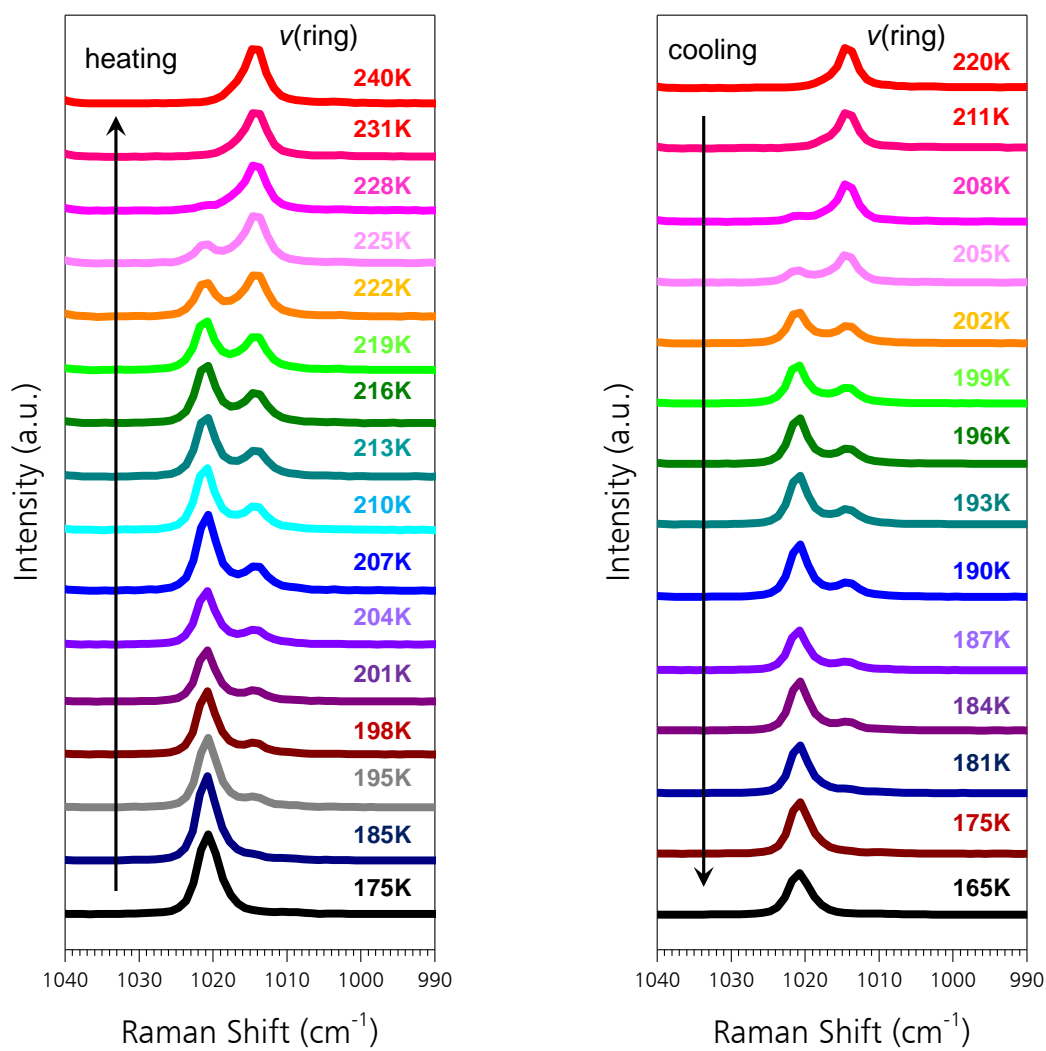 heating
ν(ring)
240K
231K
228K
225K
222K
219K
216K
213K
210K
207K
204K
201K
198K
195K
185K
175K
Intensity (a.u.)
1040 1030 1020 1010 1000 990
Raman Shift (cm⁻¹)
cooling
ν(ring)
220K
211K
208K
205K
202K
199K
196K
193K
190K
187K
184K
181K
175K
165K
Intensity (a.u.)
1040 1030 1020 1010 1000 990
Raman Shift (cm⁻¹)